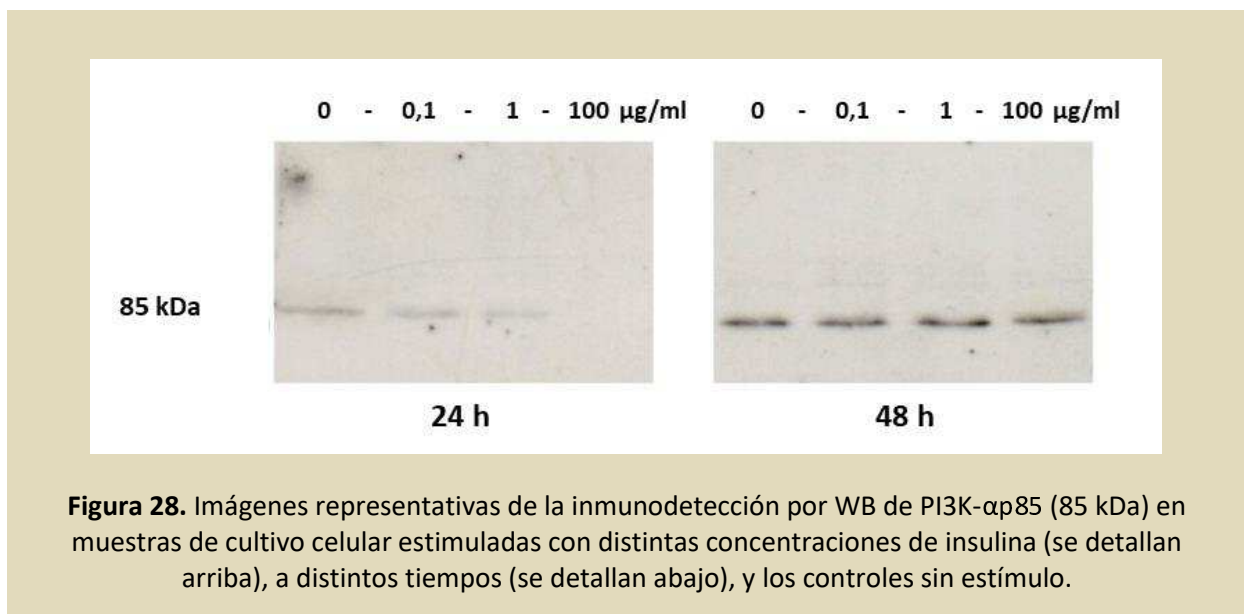 0 - 0,1 - 1 - 100 µg/ml 0 - 0,1 - 1 - 100 µg/ml
85 kDa
24 h 48 h
Figura 28. Imágenes representativas de la inmunodetección por WB de PI3K-αp85 (85 kDa) en
muestras de cultivo celular estimuladas con distintas concentraciones de insulina (se detallan
arriba), a distintos tiempos (se detallan abajo), y los controles sin estímulo.